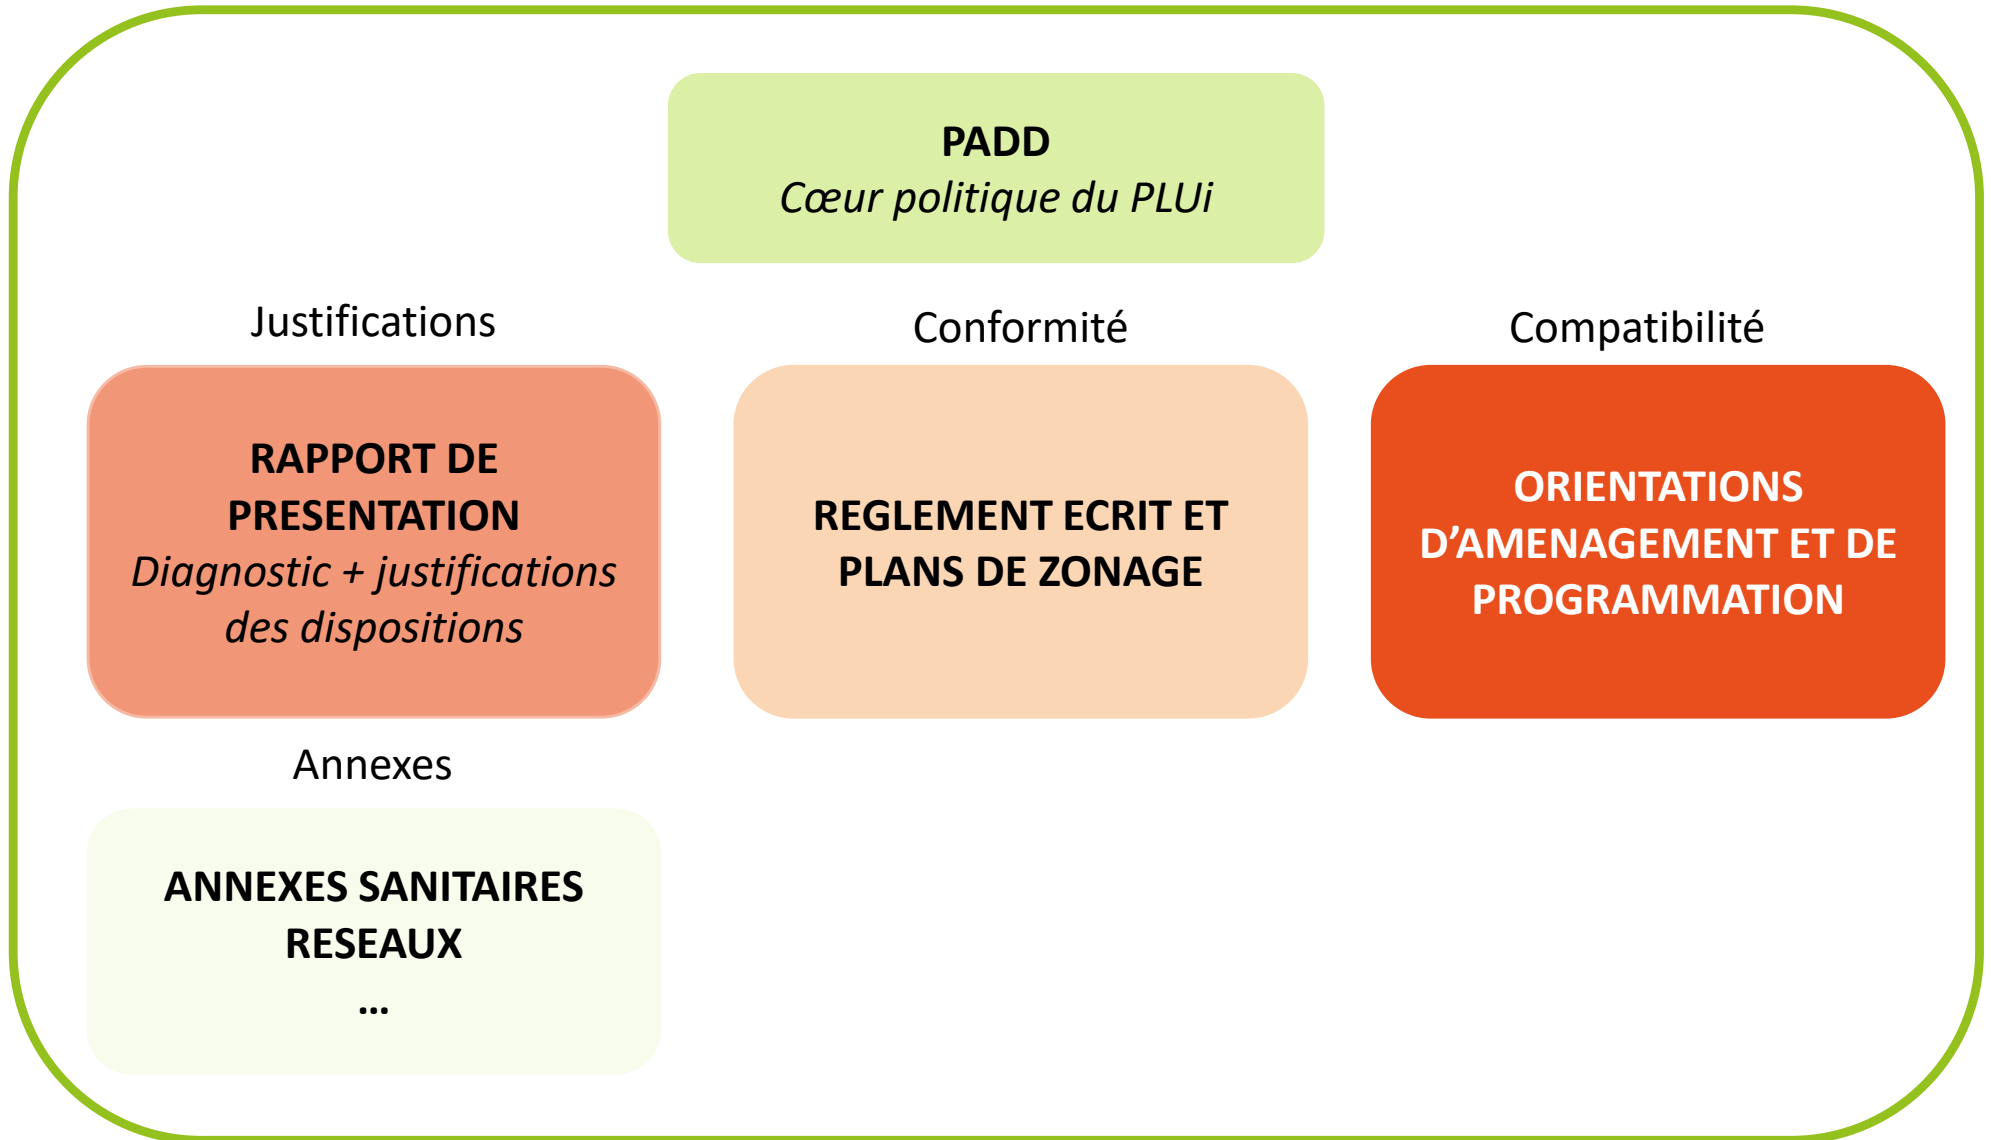 PADD
Cœur politique du PLUi
Justifications
Conformité
Compatibilité
RAPPORT DE
PRESENTATION
Diagnostic + justifications
des dispositions
REGLEMENT ECRIT ET
PLANS DE ZONAGE
ORIENTATIONS
D’AMENAGEMENT ET DE
PROGRAMMATION
Annexes
ANNEXES SANITAIRES
RESEAUX
...